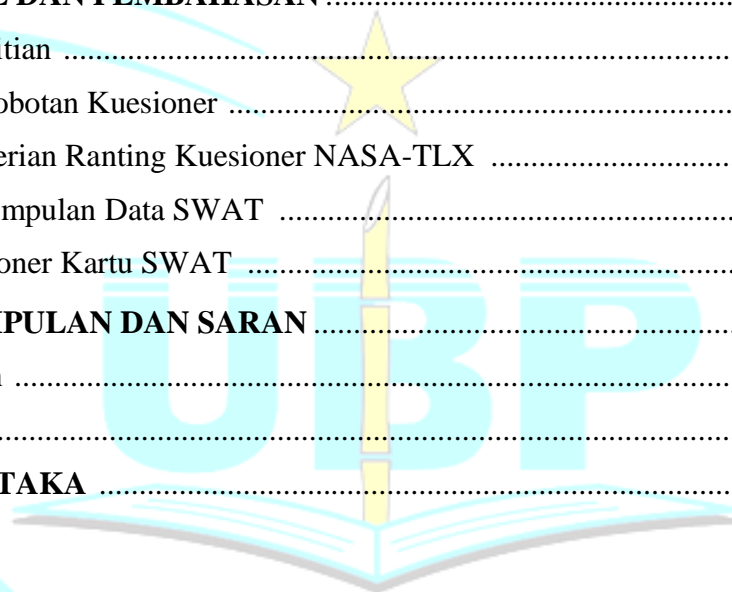 DAN PEMBAHASAN ................................
itian ................................
obotan Kuesioner ................................
erian Ranting Kuesioner NASA-TLX ................................
mpulan Data SWAT ................................
oner Kartu SWAT ................................
PULAN DAN SARAN ................................
................................
................................
TAKA ................................
UBP